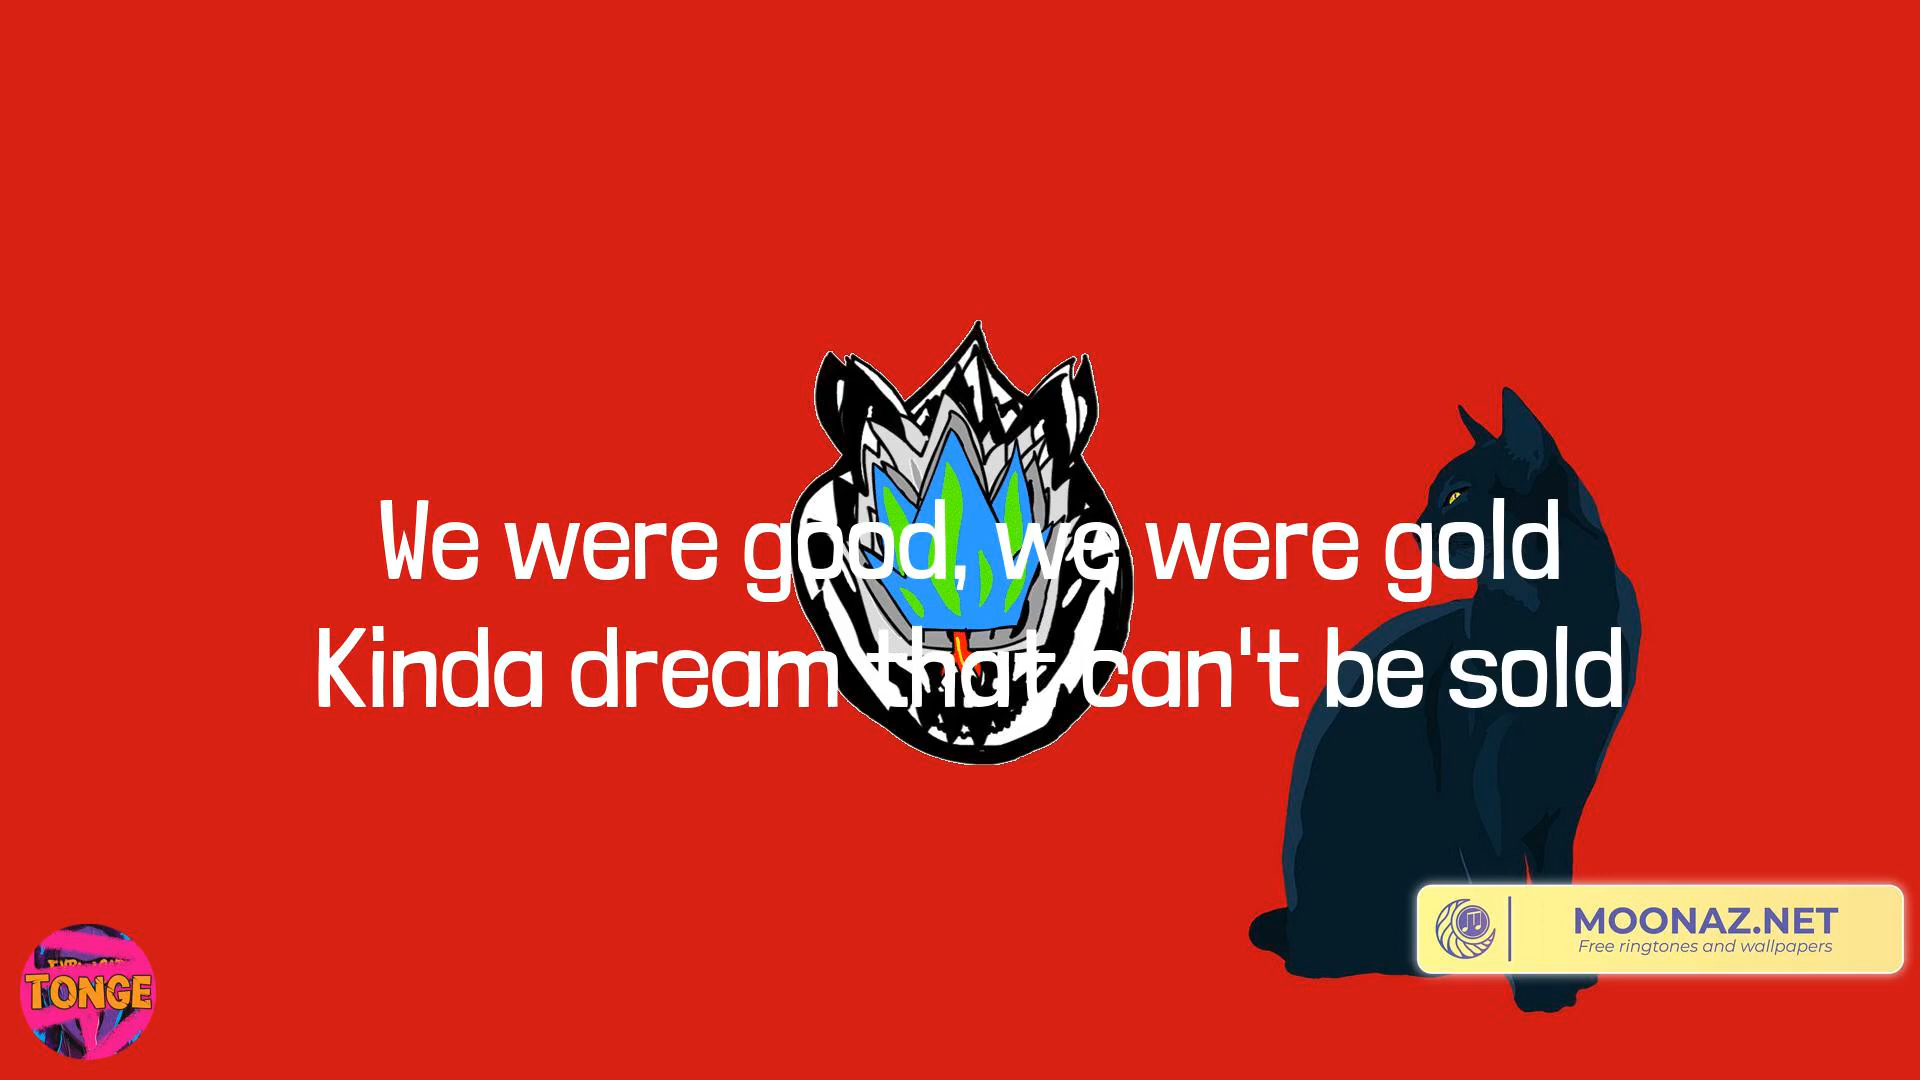 We were good, we were gold
Kinda dream that can't be sold
MOONAZ.NET
Free ringtones and wallpapers
TONGE